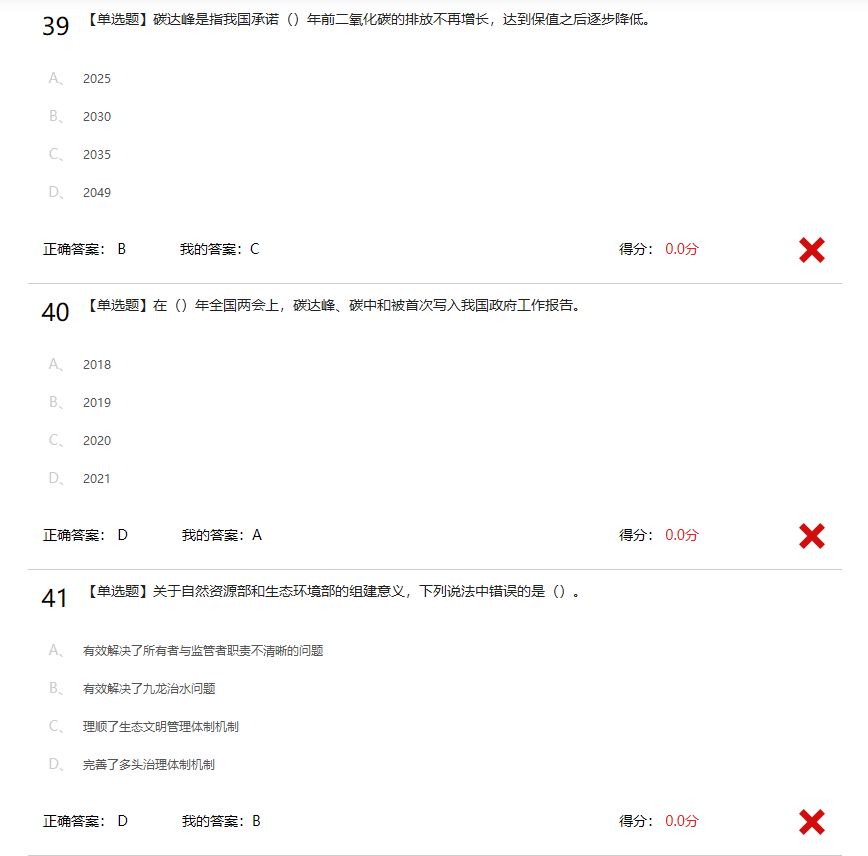 39 【单选题】碳达峰是指我国承诺（）年前二氧化碳的排放不再增长，达到保值之后逐步降低。
A、 2025
B、 2030
C、 2035
D、 2049
正确答案： B 我的答案：C 得分： 0.0分
40 【单选题】在（）年全国两会上，碳达峰、碳中和被首次写入我国政府工作报告。
A、 2018
B、 2019
C、 2020
D、 2021
正确答案： D 我的答案：A 得分： 0.0分
41 【单选题】关于自然资源部和生态环境部的组建意义，下列说法中错误的是（）。
A、 有效解决了所有者与监管者职责不清晰的问题
B、 有效解决了九龙治水问题
C、 理顺了生态文明管理体制机制
D、 完善了多头治理体制机制
正确答案： D 我的答案：B 得分： 0.0分